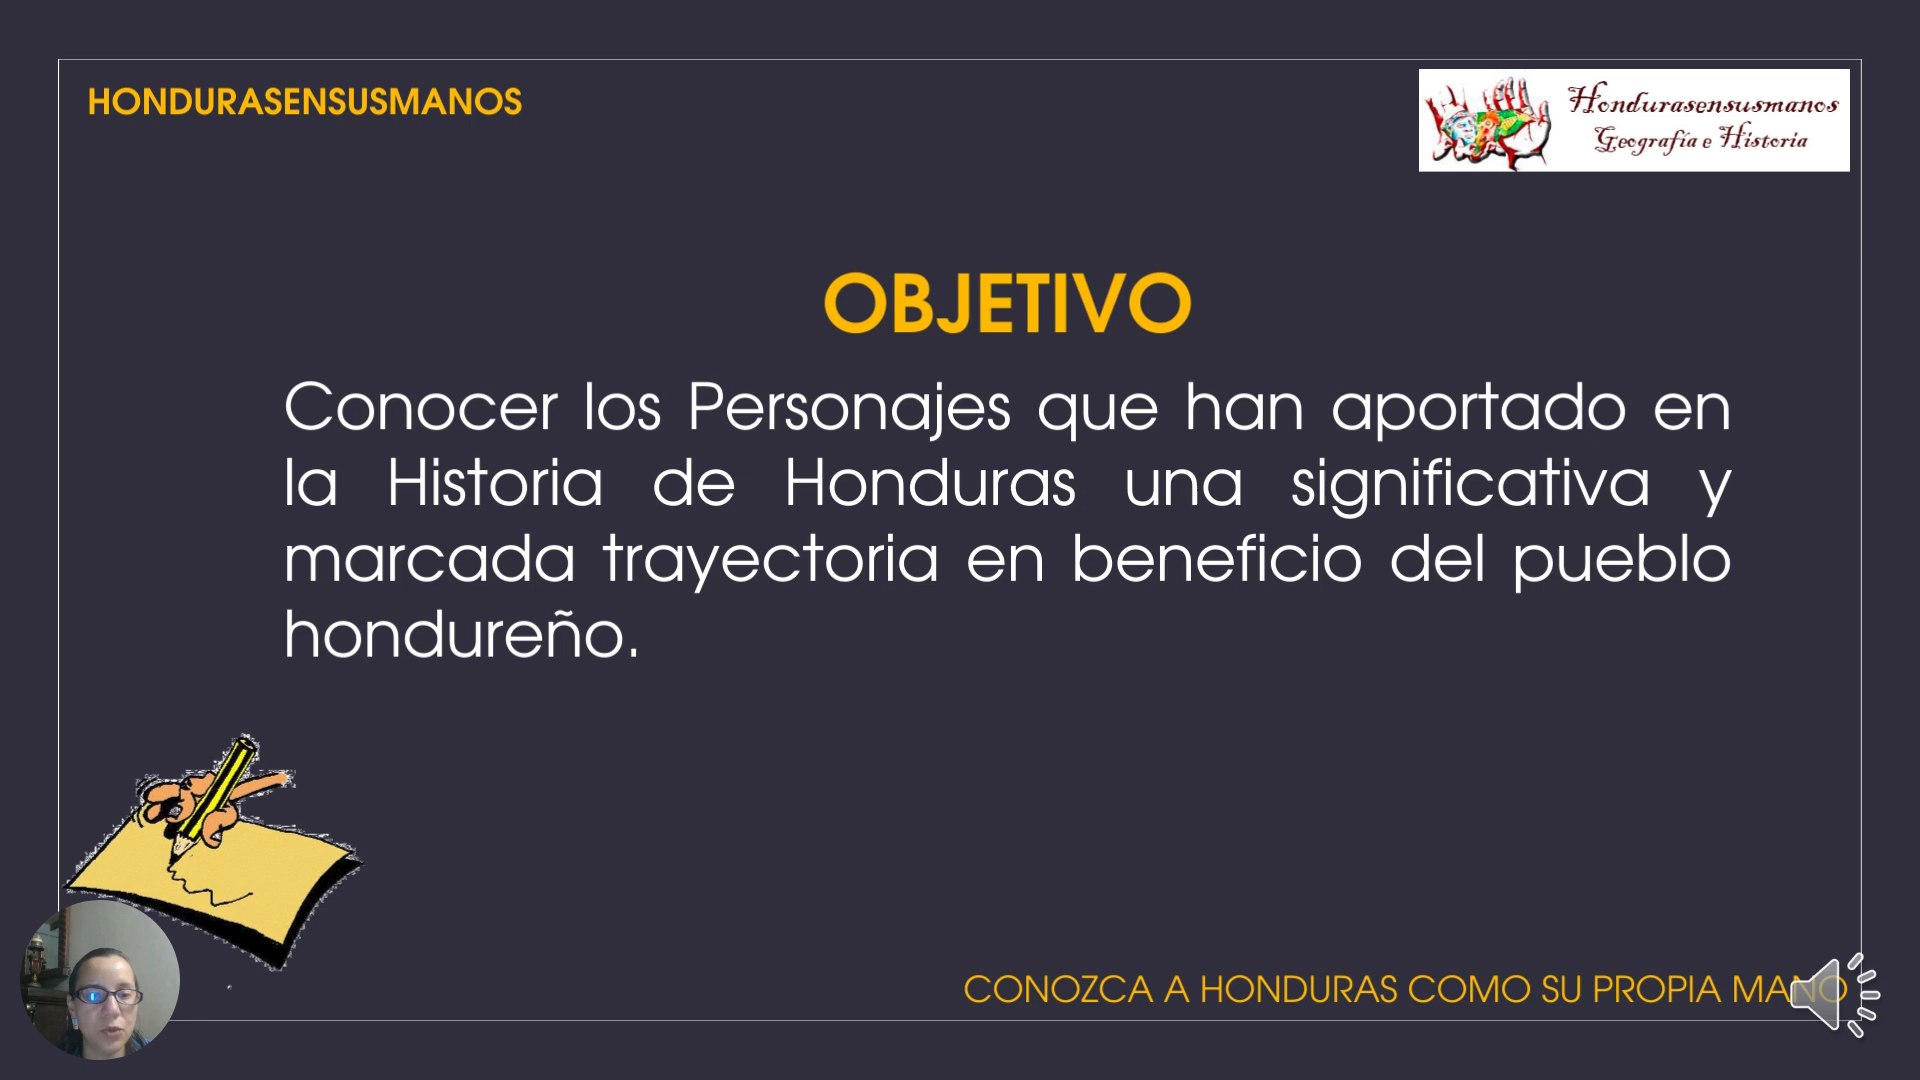 HONDURASENSUSMANOS
Hondurasensusmanos
Geografía e Historia
OBJETIVO
Conocer los Personajes que han aportado en
la Historia de Honduras una significativa y
marcada trayectoria en beneficio del pueblo
hondureño.
CONOZCA A HONDURAS COMO SU PROPIA MANO